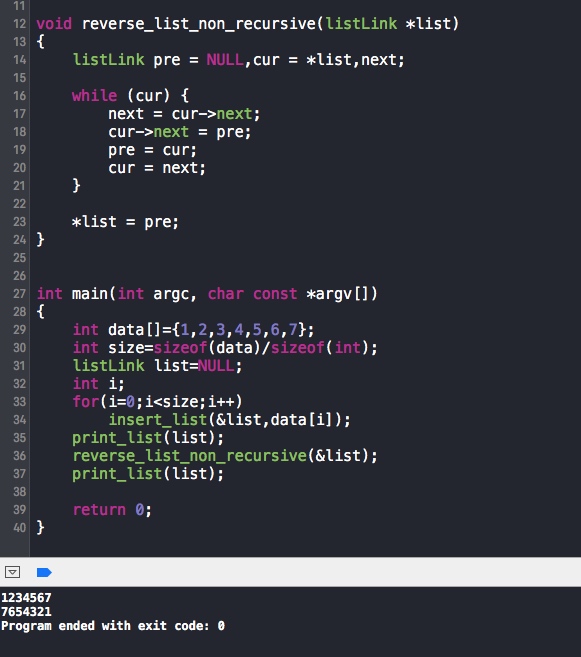 11
12 void reverse_list_non_recursive(listLink *list)
13 {
14     listLink pre = NULL,cur = *list,next;
15
16     while (cur) {
17         next = cur->next;
18         cur->next = pre;
19         pre = cur;
20         cur = next;
21     }
22
23     *list = pre;
24 }
25
26
27 int main(int argc, char const *argv[])
28 {
29     int data[]={1,2,3,4,5,6,7};
30     int size=sizeof(data)/sizeof(int);
31     listLink list=NULL;
32     int i;
33     for(i=0;i<size;i++)
34         insert_list(&list,data[i]);
35     print_list(list);
36     reverse_list_non_recursive(&list);
37     print_list(list);
38
39     return 0;
40 }
1234567
7654321
Program ended with exit code: 0